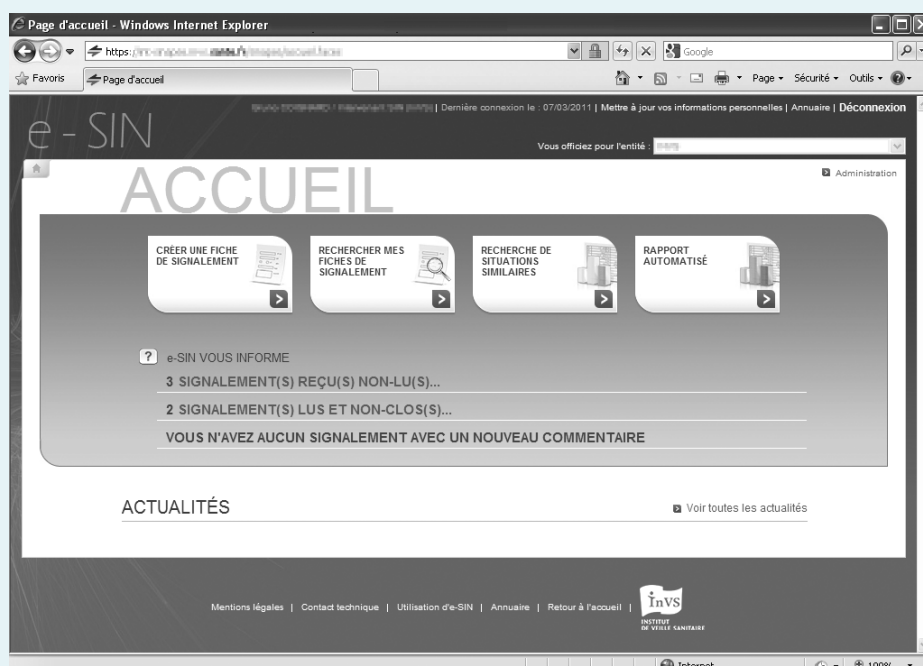 Page d'accueil - Windows Internet Explorer
https:
Google
Favoris
Page d'accueil
Page
Sécurité
Outils
| Dernière connexion le : 07/03/2011 | Mettre à jour vos informations personnelles | Annuaire | Déconnexion
e - SIN
Vous officiez pour l'entité :
ACCUEIL
Administration
CRÉER UNE FICHE
DE SIGNALEMENT
RECHERCHER MES
FICHES DE
SIGNALEMENT
RECHERCHE DE
SITUATIONS
SIMILAIRES
RAPPORT
AUTOMATISÉ
? e-SIN VOUS INFORME
3 SIGNALEMENT(S) REÇU(S) NON-LU(S)...
2 SIGNALEMENT(S) LUS ET NON-CLOS(S)...
VOUS N'AVEZ AUCUN SIGNALEMENT AVEC UN NOUVEAU COMMENTAIRE
ACTUALITÉS
Voir toutes les actualités
Mentions légales | Contact technique | Utilisation d'e-SIN | Annuaire | Retour à l'accueil |
INVS
INSTITUT
DE VEILLE SANITAIRE
Internet
100%